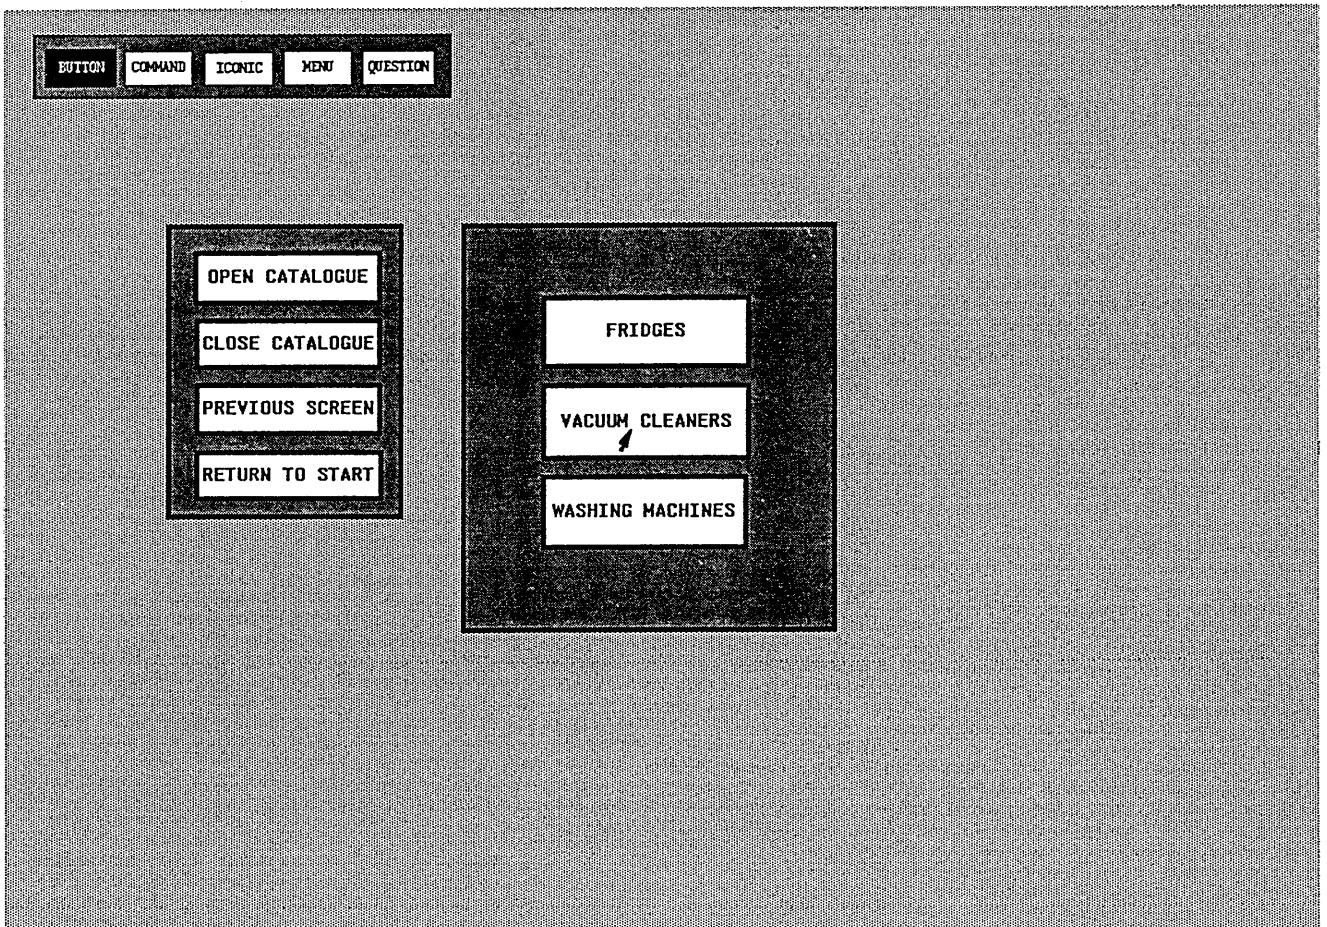 BUTTON COMMAND ICONIC MENU QUESTION
OPEN CATALOGUE
CLOSE CATALOGUE
PREVIOUS SCREEN
RETURN TO START
FRIDGES
VACUUM CLEANERS
WASHING MACHINES